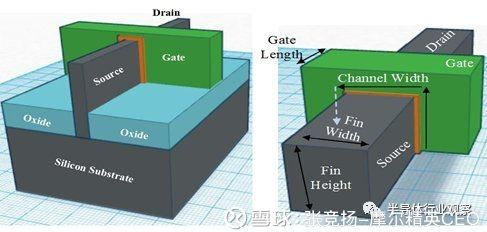 Drain
Gate
Source
Oxide
Oxide
Silicon Substrate
Drain
Gate
Length
Gate
Channel Width
Fin
Width
Source
Fin
Height
半导体行业观察
雪球:张竞扬-摩尔精英CEO